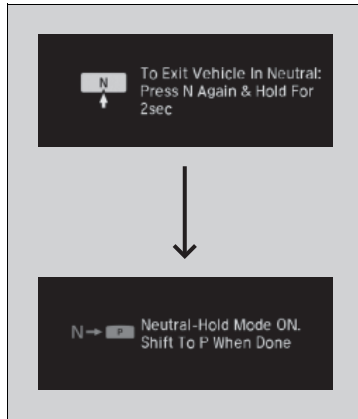 N
To Exit Vehicle In Neutral:
Press N Again & Hold For
2sec
N→ P
Neutral-Hold Mode ON.
Shift To P When Done